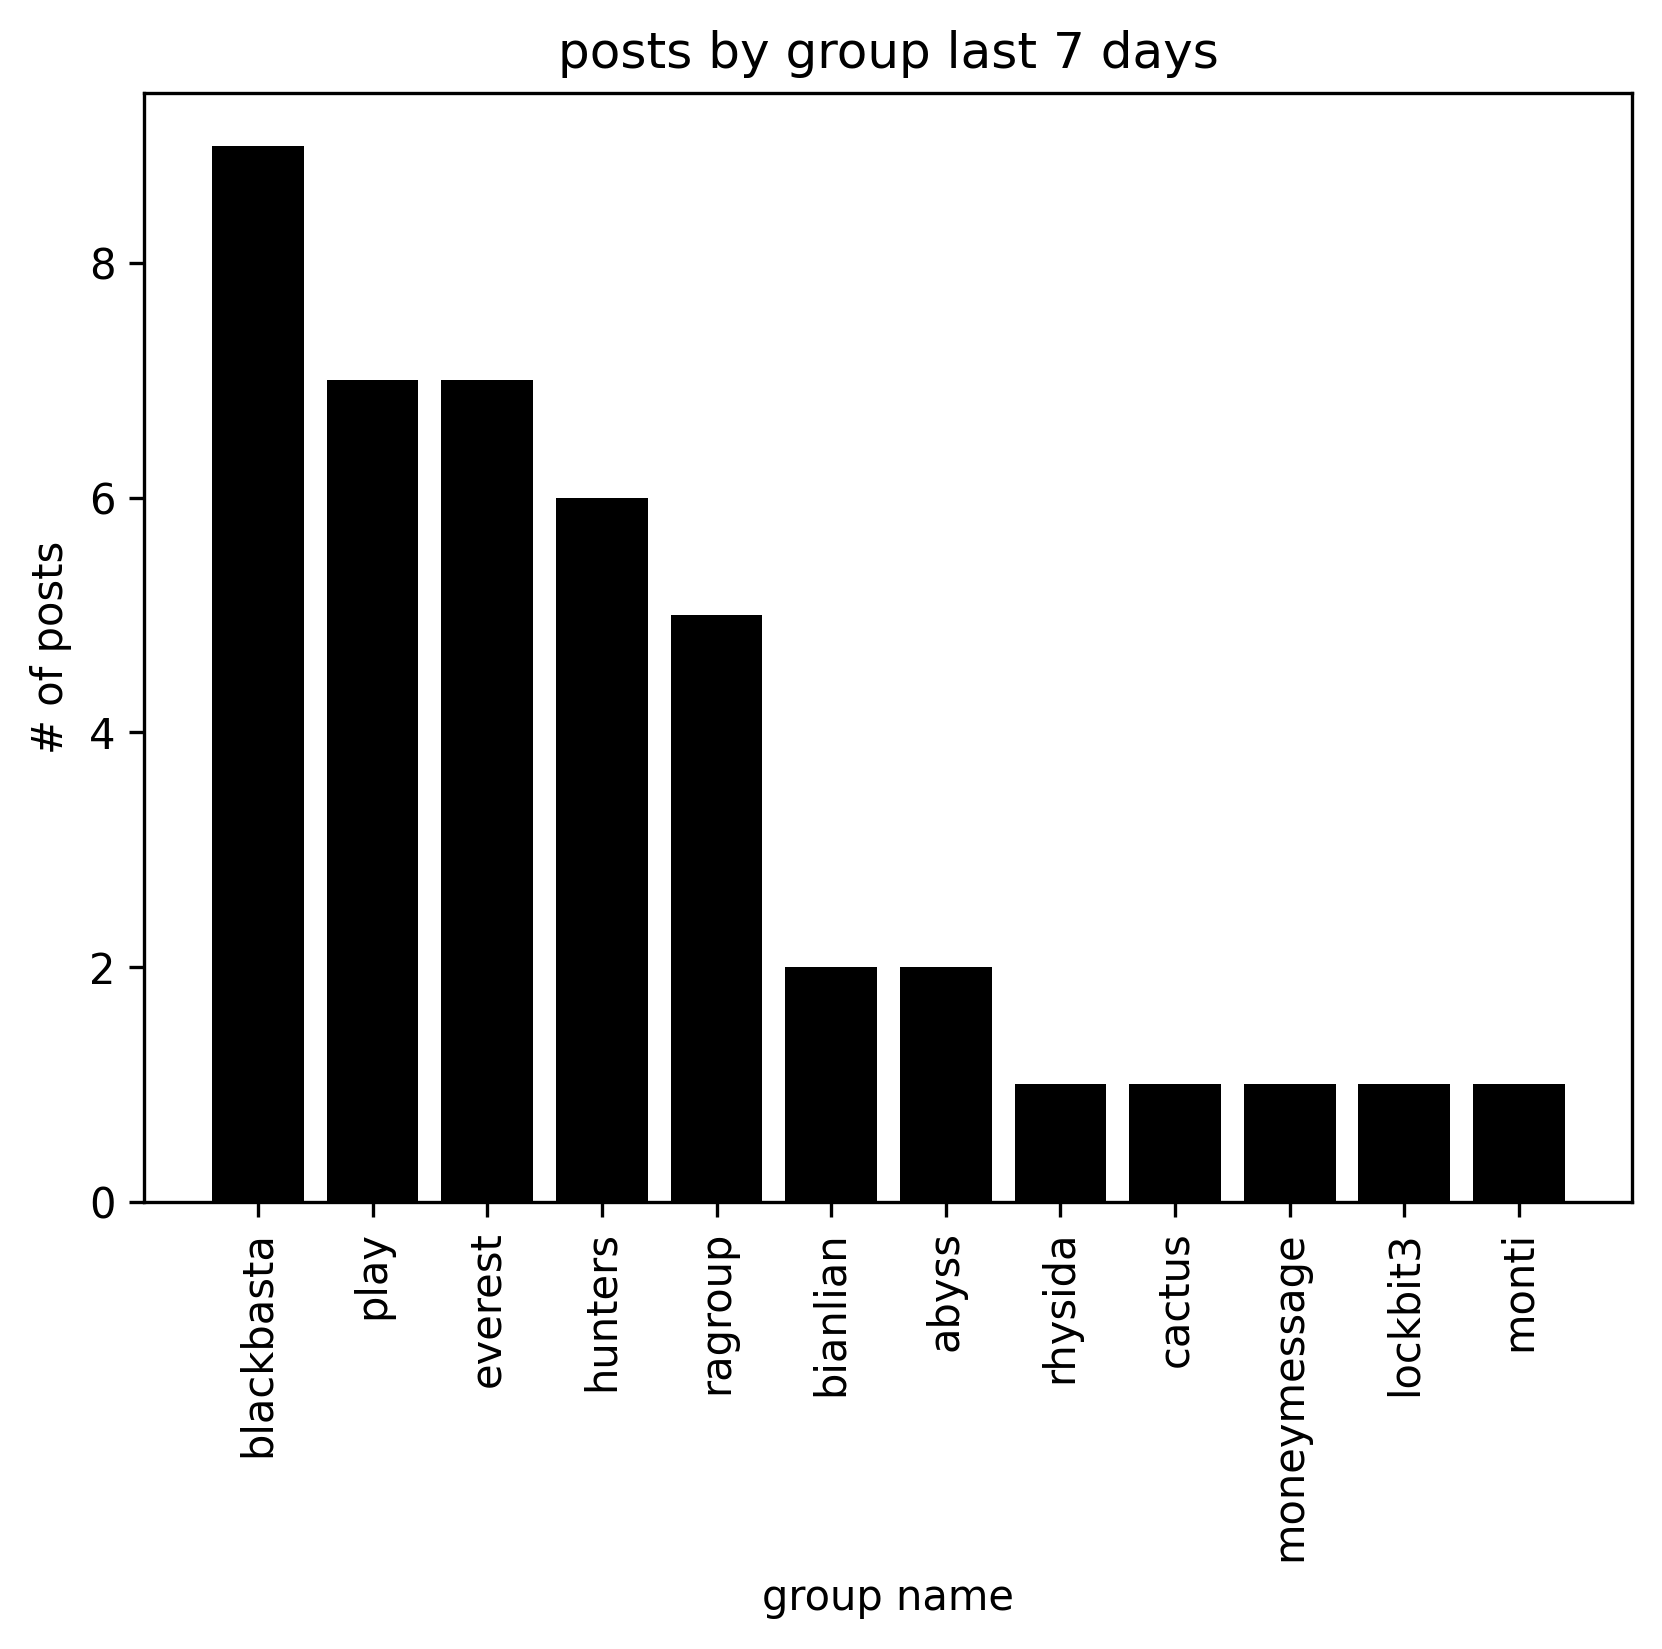 posts by group last 7 days
# of posts
8
6
4
2
0
blackbasta
play
everest
hunters
ragroup
bianlian
abyss
rhysida
cactus
moneymessage
lockbit3
monti
group name